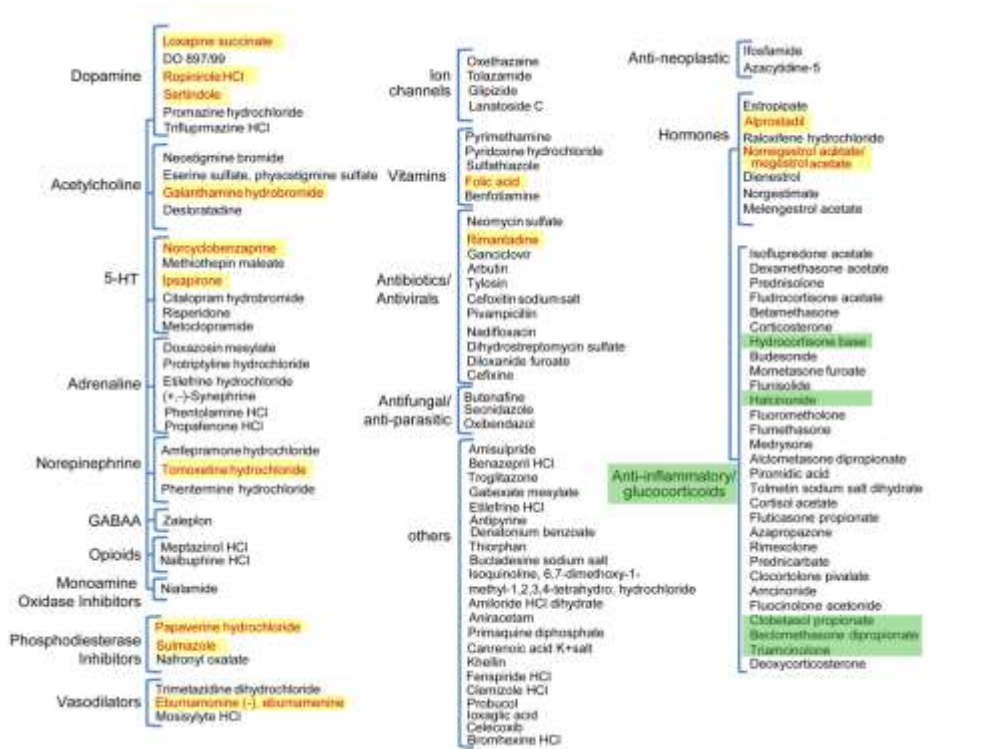 Dopamine
Loxapine succinate
DO 897/99
Ropinirole HCl
Sertindole
Promazine hydrochloride
Trifluprmazine HCl
Acetylcholine
Neostigmine bromide
Eserine sulfate, physostigmine sulfate
Galanthamine hydrobromide
Desloratadine
5-HT
Norcyclobenzaprine
Methiothepin maleate
Ipsapirone
Citalopram hydrobromide
Risperidone
Metoclopramide
Adrenaline
Doxazosin mesylate
Protriptyline hydrochloride
Etilefrine hydrochloride
(+,-)-Synephrine
Phentolamine HCl
Propafenone HCl
Norepinephrine
Amfepramone hydrochloride
Tomoxetine hydrochloride
Phentermine hydrochloride
GABAA
Zaleplon
Opioids
Meptazinol HCl
Nalbuphine HCl
Monoamine
Oxidase Inhibitors
Nialamide
Phosphodiesterase
Inhibitors
Papaverine hydrochloride
Sulmazole
Nafronyl oxalate
Vasodilators
Trimetazidine dihydrochloride
Eburnamonine (-), eburnamenine
Mosisylyte HCl
Ion
channels
Oxethazaine
Tolazamide
Glipizide
Lanatoside C
Vitamins
Pyrimethamine
Pyridoxine hydrochloride
Sulfathiazole
Folic acid
Benfotiamine
Antibiotics/
Antivirals
Neomycin sulfate
Rimantadine
Ganciclovir
Arbutin
Tylosin
Cefoxitin sodium salt
Pivampicillin
Nadifloxacin
Dihydrostreptomycin sulfate
Diloxanide furoate
Cefixine
Antifungal/
anti-parasitic
Butenafine
Secnidazole
Oxibendazol
others
Amisulpride
Benazepril HCl
Troglitazone
Gabexate mesylate
Etilefrine HCl
Antipyrine
Denatonium benzoate
Thiorphan
Bucladesine sodium salt
Isoquinoline, 6,7-dimethoxy-1-
methyl-1,2,3,4-tetrahydro, hydrochloride
Amiloride HCl dihydrate
Aniracetam
Primaquine diphosphate
Canrenoic acid K+salt
Khellin
Fenspiride HCl
Clemizole HCl
Probucol
Ioxaglic acid
Celecoxib
Bromhexine HCl
Anti-neoplastic
Ifosfamide
Azacytidine-5
Hormones
Estropipate
Alprostadil
Raloxifene hydrochloride
Nomegestrol acetate/
megestrol acetate
Dienestrol
Norgestimate
Melengestrol acetate
Anti-inflammatory/
glucocorticoids
Isoflupredone acetate
Dexamethasone acetate
Prednisolone
Fludrocortisone acetate
Betamethasone
Corticosterone
Hydrocortisone base
Budesonide
Mometasone furoate
Flunisolide
Halcinonide
Fluorometholone
Flumethasone
Medrysone
Alclometasone dipropionate
Piromidic acid
Tolmetin sodium salt dihydrate
Cortisol acetate
Fluticasone propionate
Azapropazone
Rimexolone
Prednicarbate
Clocortolone pivalate
Amcinonide
Fluocinolone acetonide
Clobetasol propionate
Beclomethasone dipropionate
Triamcinolone
Deoxycorticosterone